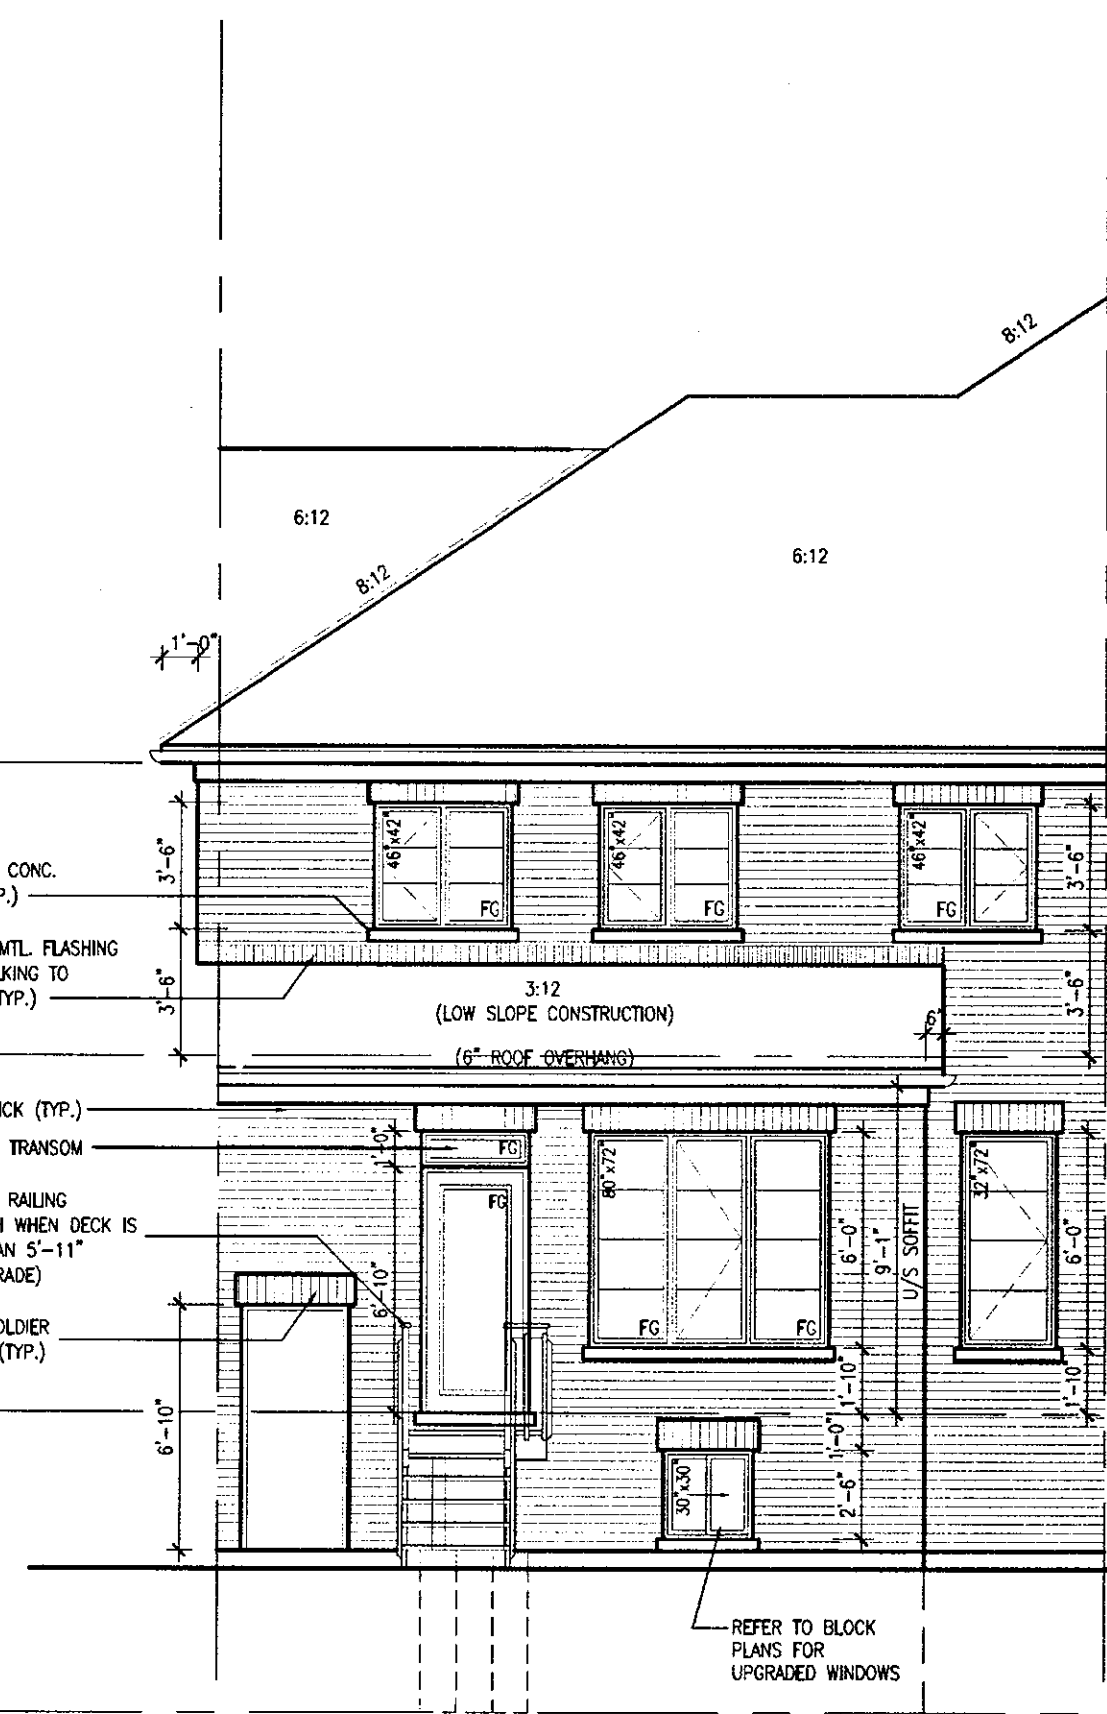 8:12
6:12
8:12
6:12
1'-0"
46"x42"
46"x42"
46"x42"
3'-6"
3'-6"
CONC.
P.)
FG
FG
FG
MTL. FLASHING
KING TO
TYP.)
3'-6"
3:12
(LOW SLOPE CONSTRUCTION)
6"
3'-6"
(6" ROOF OVERHANG)
ICK (TYP.)
TRANSOM
1'-0"
FG
80"x72"
32"x72"
RAILING
WHEN DECK IS
AN 5'-11"
RADE)
FG
6'-0"
9'-1"
U/S SOFFIT
6'-0"
6'-10"
FG
FG
OLDIER
(TYP.)
1'-10"
1'-10"
6'-10"
1'-0"
30"x30"
2'-6"
REFER TO BLOCK
PLANS FOR
UPGRADED WINDOWS